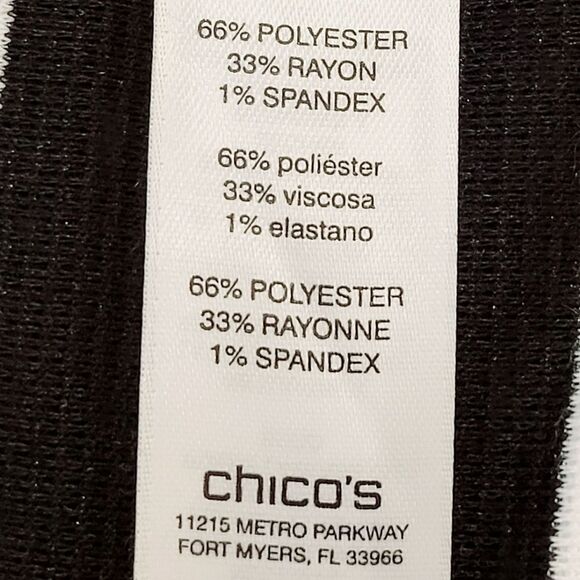 66% POLYESTER
33% RAYON
1% SPANDEX
66% poliéster
33% viscosa
1% elastano
66% POLYESTER
33% RAYONNE
1% SPANDEX
chico's
11215 METRO PARKWAY
FORT MYERS, FL 33966